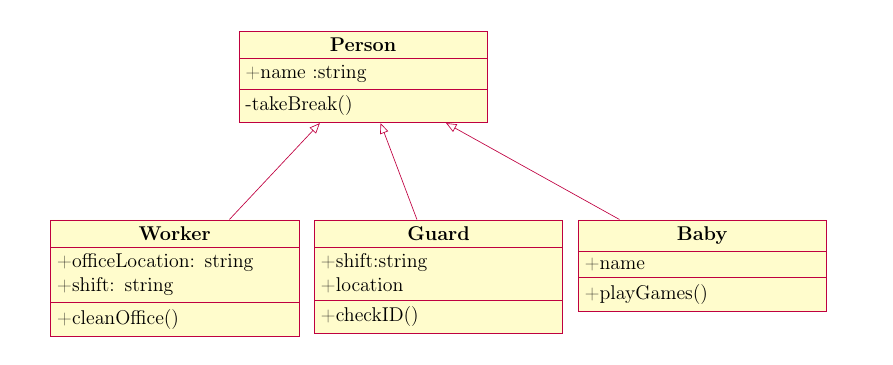 Person
+name :string
-takeBreak()
Worker
+officeLocation: string
+shift: string
+cleanOffice()
Guard
+shift:string
+location
+checkID()
Baby
+name
+playGames()